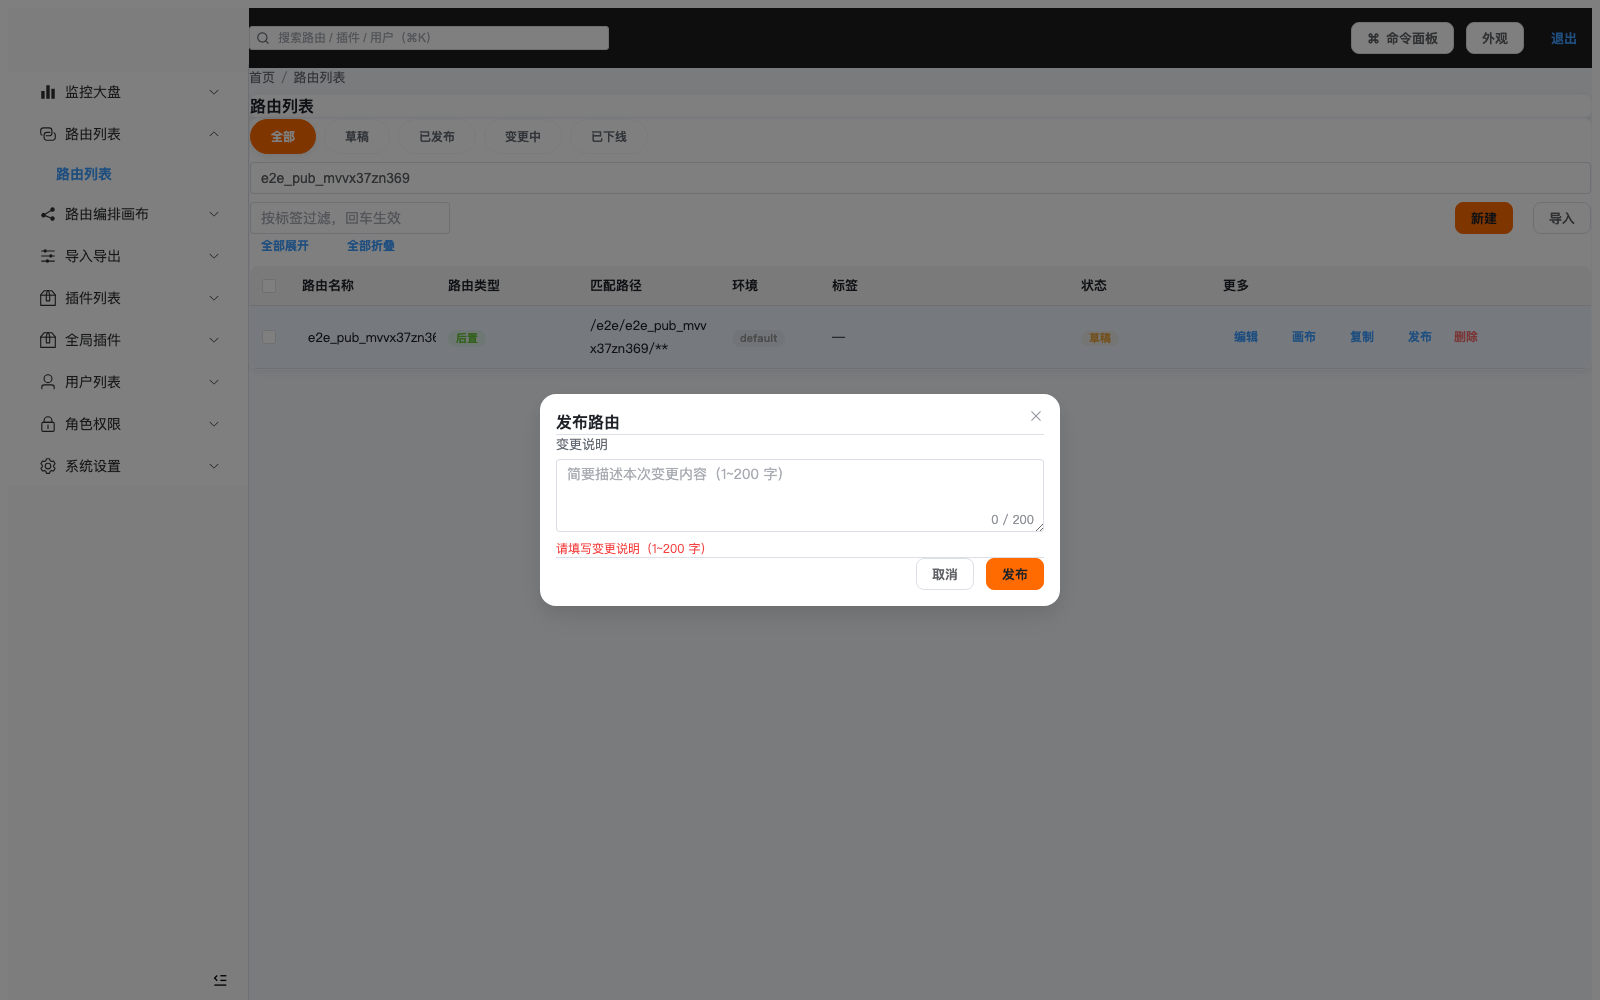 搜索路由 / 插件 / 用户（⌘K）
⌘ 命令面板
外观
退出
监控大盘
路由列表
路由列表
路由编排画布
导入导出
插件列表
全局插件
用户列表
角色权限
系统设置
首页 / 路由列表
路由列表
全部
草稿
已发布
变更中
已下线
e2e_pub_mvvx37zn369
按标签过滤，回车生效
新建
导入
全部展开
全部折叠
路由名称
路由类型
匹配路径
环境
标签
状态
更多
e2e_pub_mvvx37zn36
后置
/e2e/e2e_pub_mvv
x37zn369/**
default
—
草稿
编辑
画布
复制
发布
删除
发布路由
变更说明
简要描述本次变更内容（1~200 字）
0 / 200
请填写变更说明（1~200 字）
取消
发布